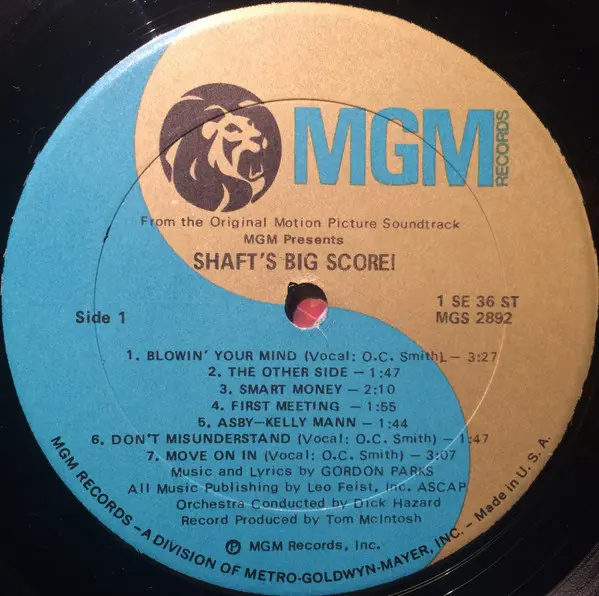 MGM
RECORDS
From the Original Motion Picture Soundtrack
MGM Presents
SHAFT'S BIG SCORE!
Side 1
1 SE 36 ST
MGS 2892
1. BLOWIN' YOUR MIND (Vocal: O.C. Smith) – 3:27
2. THE OTHER SIDE – 1:47
3. SMART MONEY – 2:10
4. FIRST MEETING – 1:55
5. ASBY–KELLY MANN – 1:44
6. DON'T MISUNDERSTAND (Vocal: O.C. Smith) – 1:47
7. MOVE ON IN (Vocal: O.C. Smith) – 3:07
Music and Lyrics by GORDON PARKS
All Music Publishing by Leo Feist, Inc. ASCAP
Orchestra Conducted by Dick Hazard
Record Produced by Tom McIntosh
Ⓟ MGM Records, Inc.
MGM RECORDS – A DIVISION OF METRO-GOLDWYN-MAYER, INC. – Made in U.S.A.